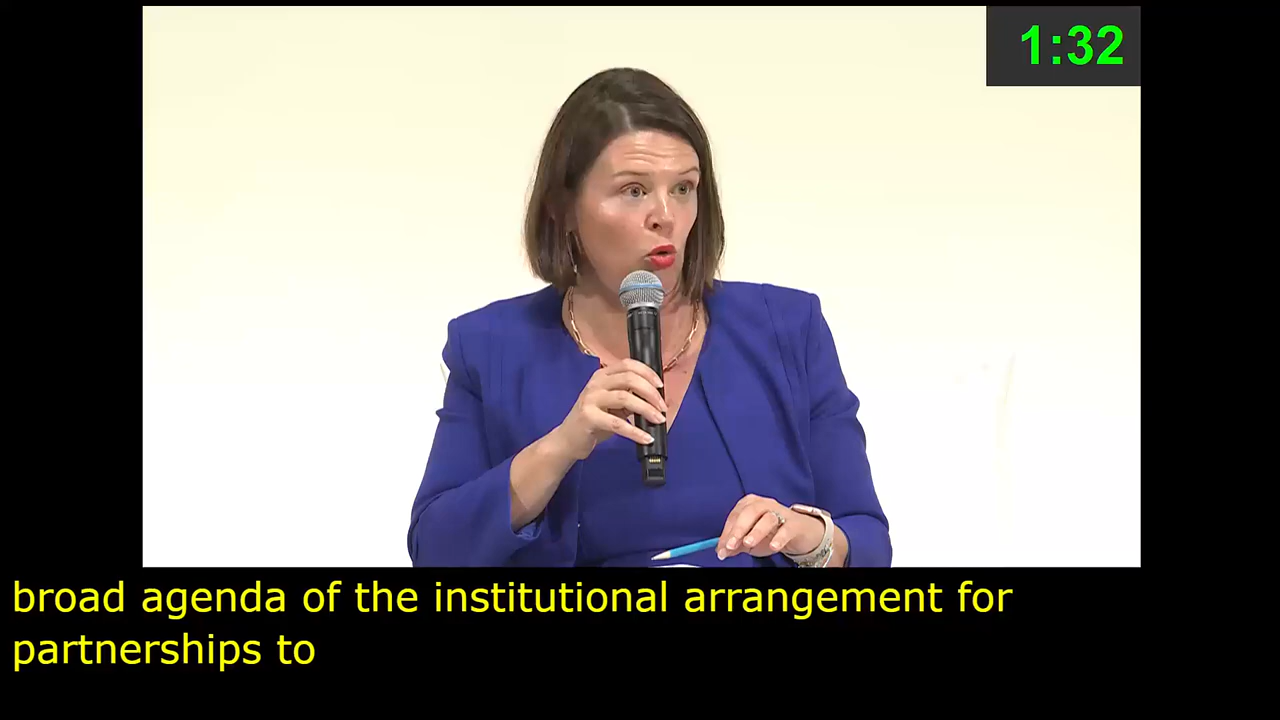 1:32
broad agenda of the institutional arrangement for
partnerships to